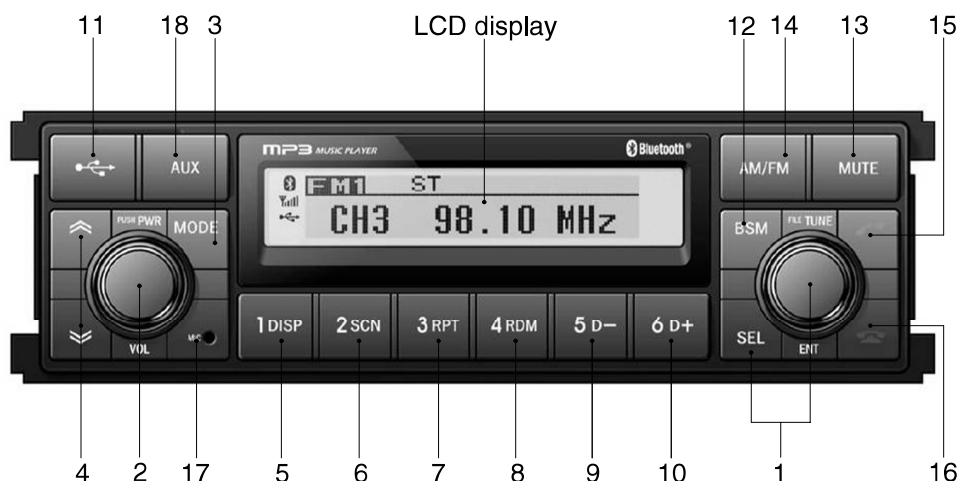 11 18 3 LCD display 12 14 13 15
MP3 MUSIC PLAYER Bluetooth®
AUX AM/FM MUTE
FM1 ST
CH3 98.10 MHz
PUSH PWR MODE BSM FILE TUNE
1 DISP 2 SCN 3 RPT 4 RDM 5 D− 6 D+
VOL MIC SEL ENT
4 2 17 5 6 7 8 9 10 1 16